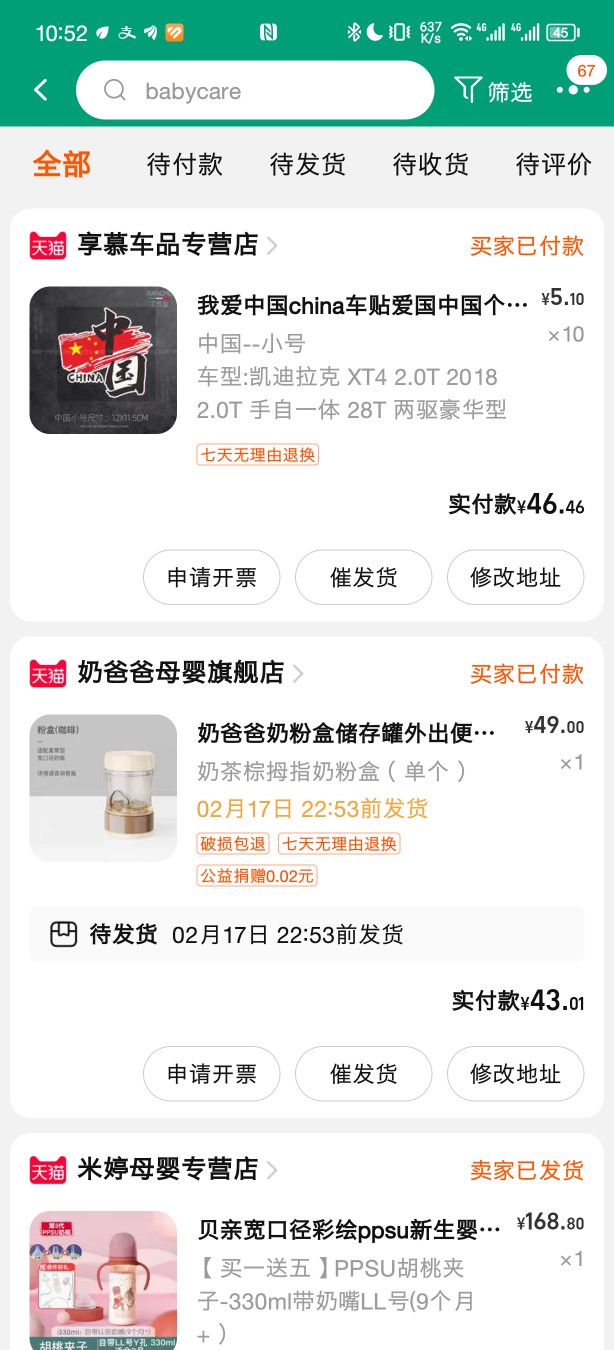 10:52
637
K/s
4G
4G
45
babycare
筛选
67
全部 待付款 待发货 待收货 待评价
天猫 享慕车品专营店 买家已付款
中国
CHINA
中国小号尺寸：12X11.5CM
我爱中国china车贴爱国中国个… ¥5.10
中国--小号 ×10
车型:凯迪拉克 XT4 2.0T 2018
2.0T 手自一体 28T 两驱豪华型
七天无理由退换
实付款¥46.46
申请开票 催发货 修改地址
天猫 奶爸爸母婴旗舰店 买家已付款
粉盒(咖啡)
奶爸爸奶粉盒储存罐外出便… ¥49.00
奶茶棕拇指奶粉盒（单个） ×1
02月17日 22:53前发货
破损包退 七天无理由退换
公益捐赠0.02元
待发货 02月17日 22:53前发货
实付款¥43.01
申请开票 催发货 修改地址
天猫 米婷母婴专营店 卖家已发货
第3代
PPSU奶瓶
贝亲宽口径彩绘ppsu新生婴… ¥168.80
【 买一送五 】PPSU胡桃夹 ×1
子-330ml带奶嘴LL号(9个月
+ )
330ml：自带LL号奶嘴(9个月+)
胡桃夹子
自带LL号Y孔 330ml